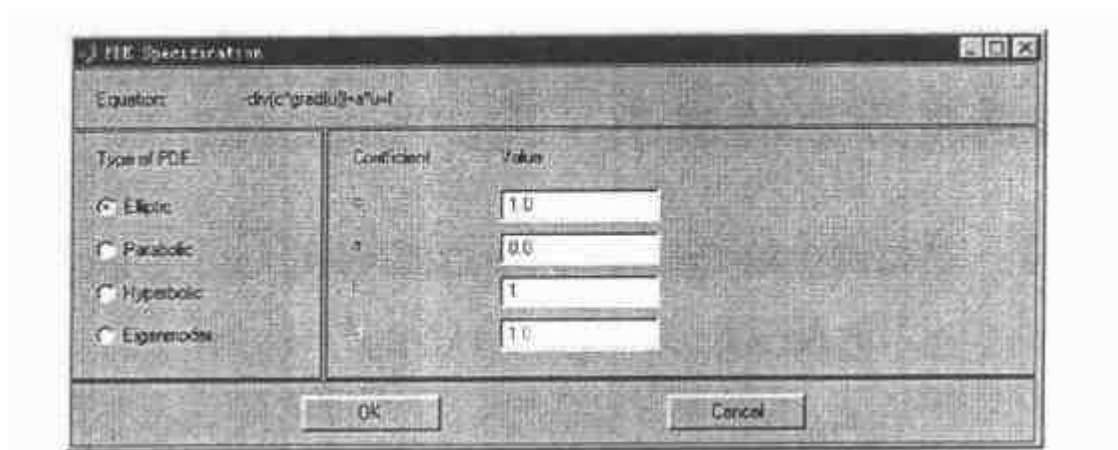 PDE Specification
Equation: -div(c*grad(u))+a*u=f
Type of PDE: Coefficient Value
Elliptic c 1.0
Parabolic a 0.0
Hyperbolic f 1
Eigenmodes d 1.0
OK Cancel